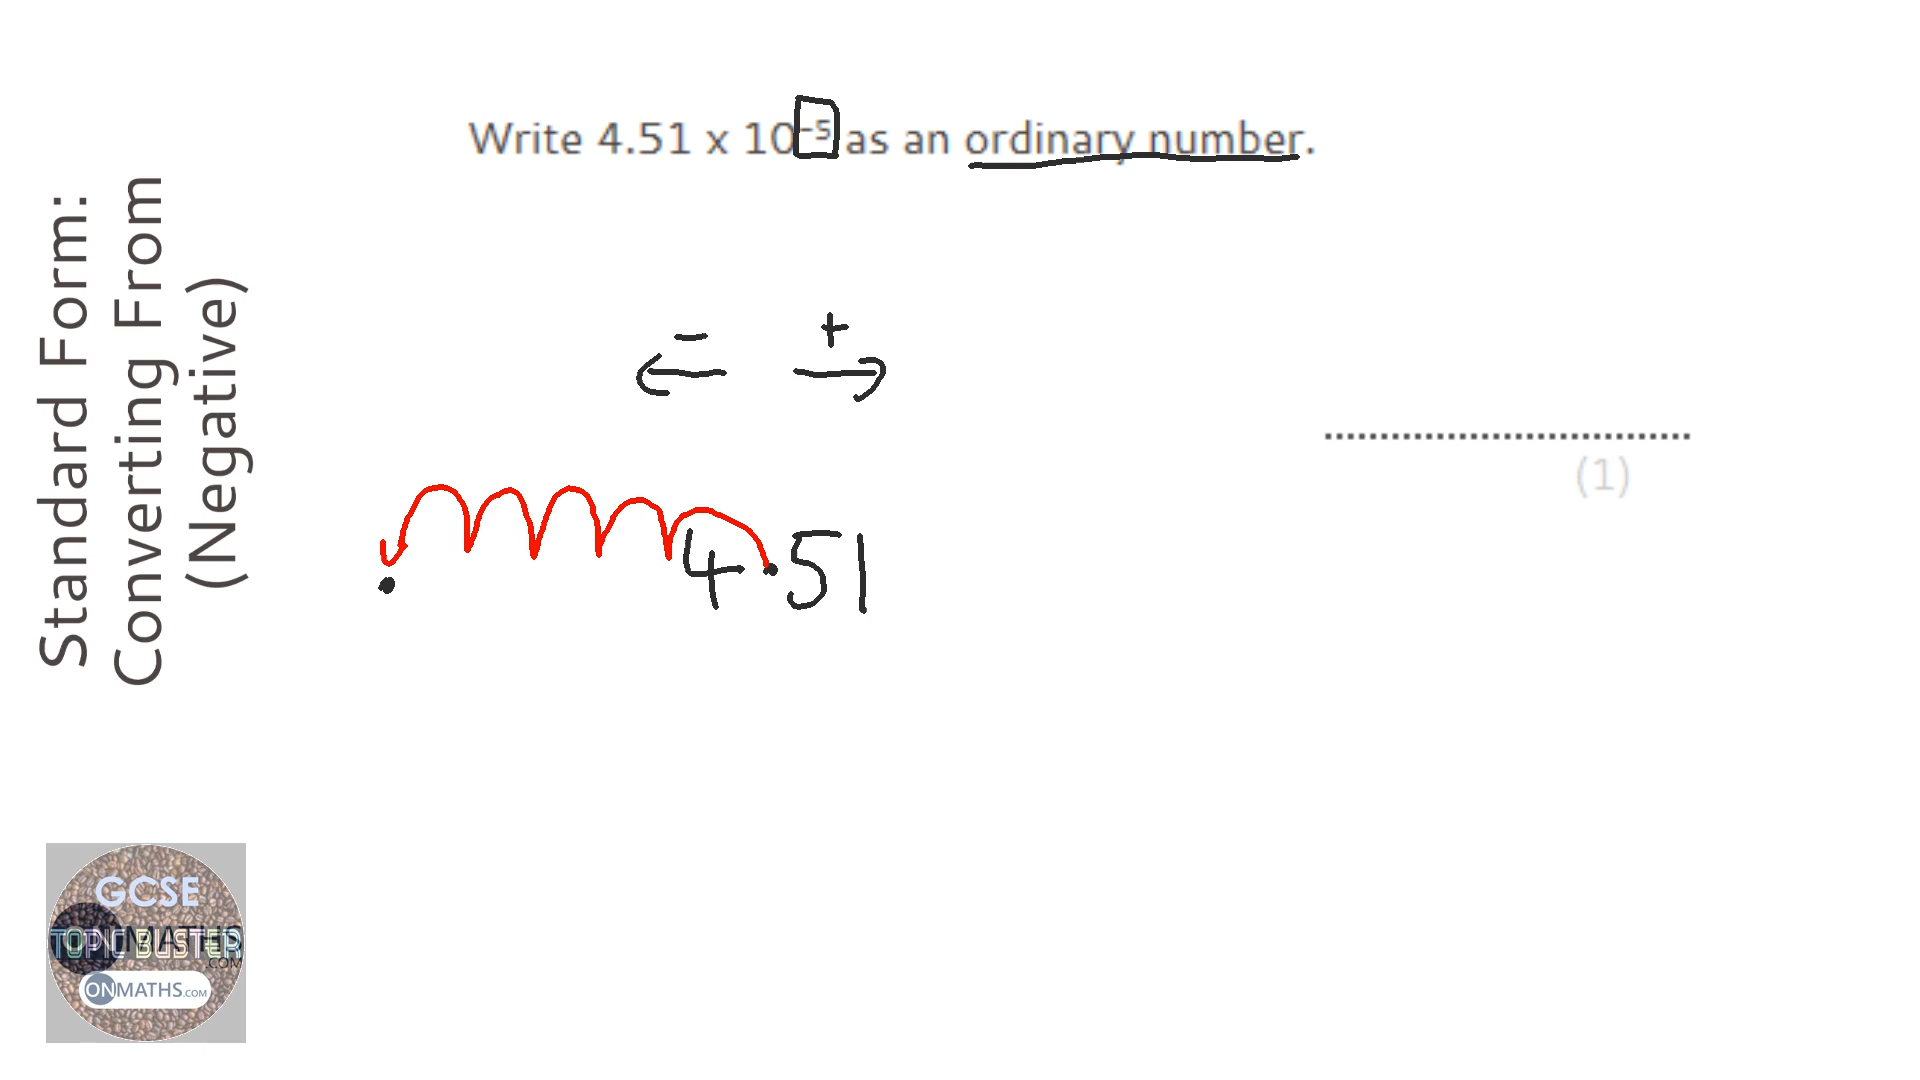 Write 4.51 x 10⁻⁵ as an ordinary number.
Standard Form:
Converting From
(Negative)
− +
4.51
(1)
GCSE
TOPIC BUSTER
.COM
ONMATHS.COM